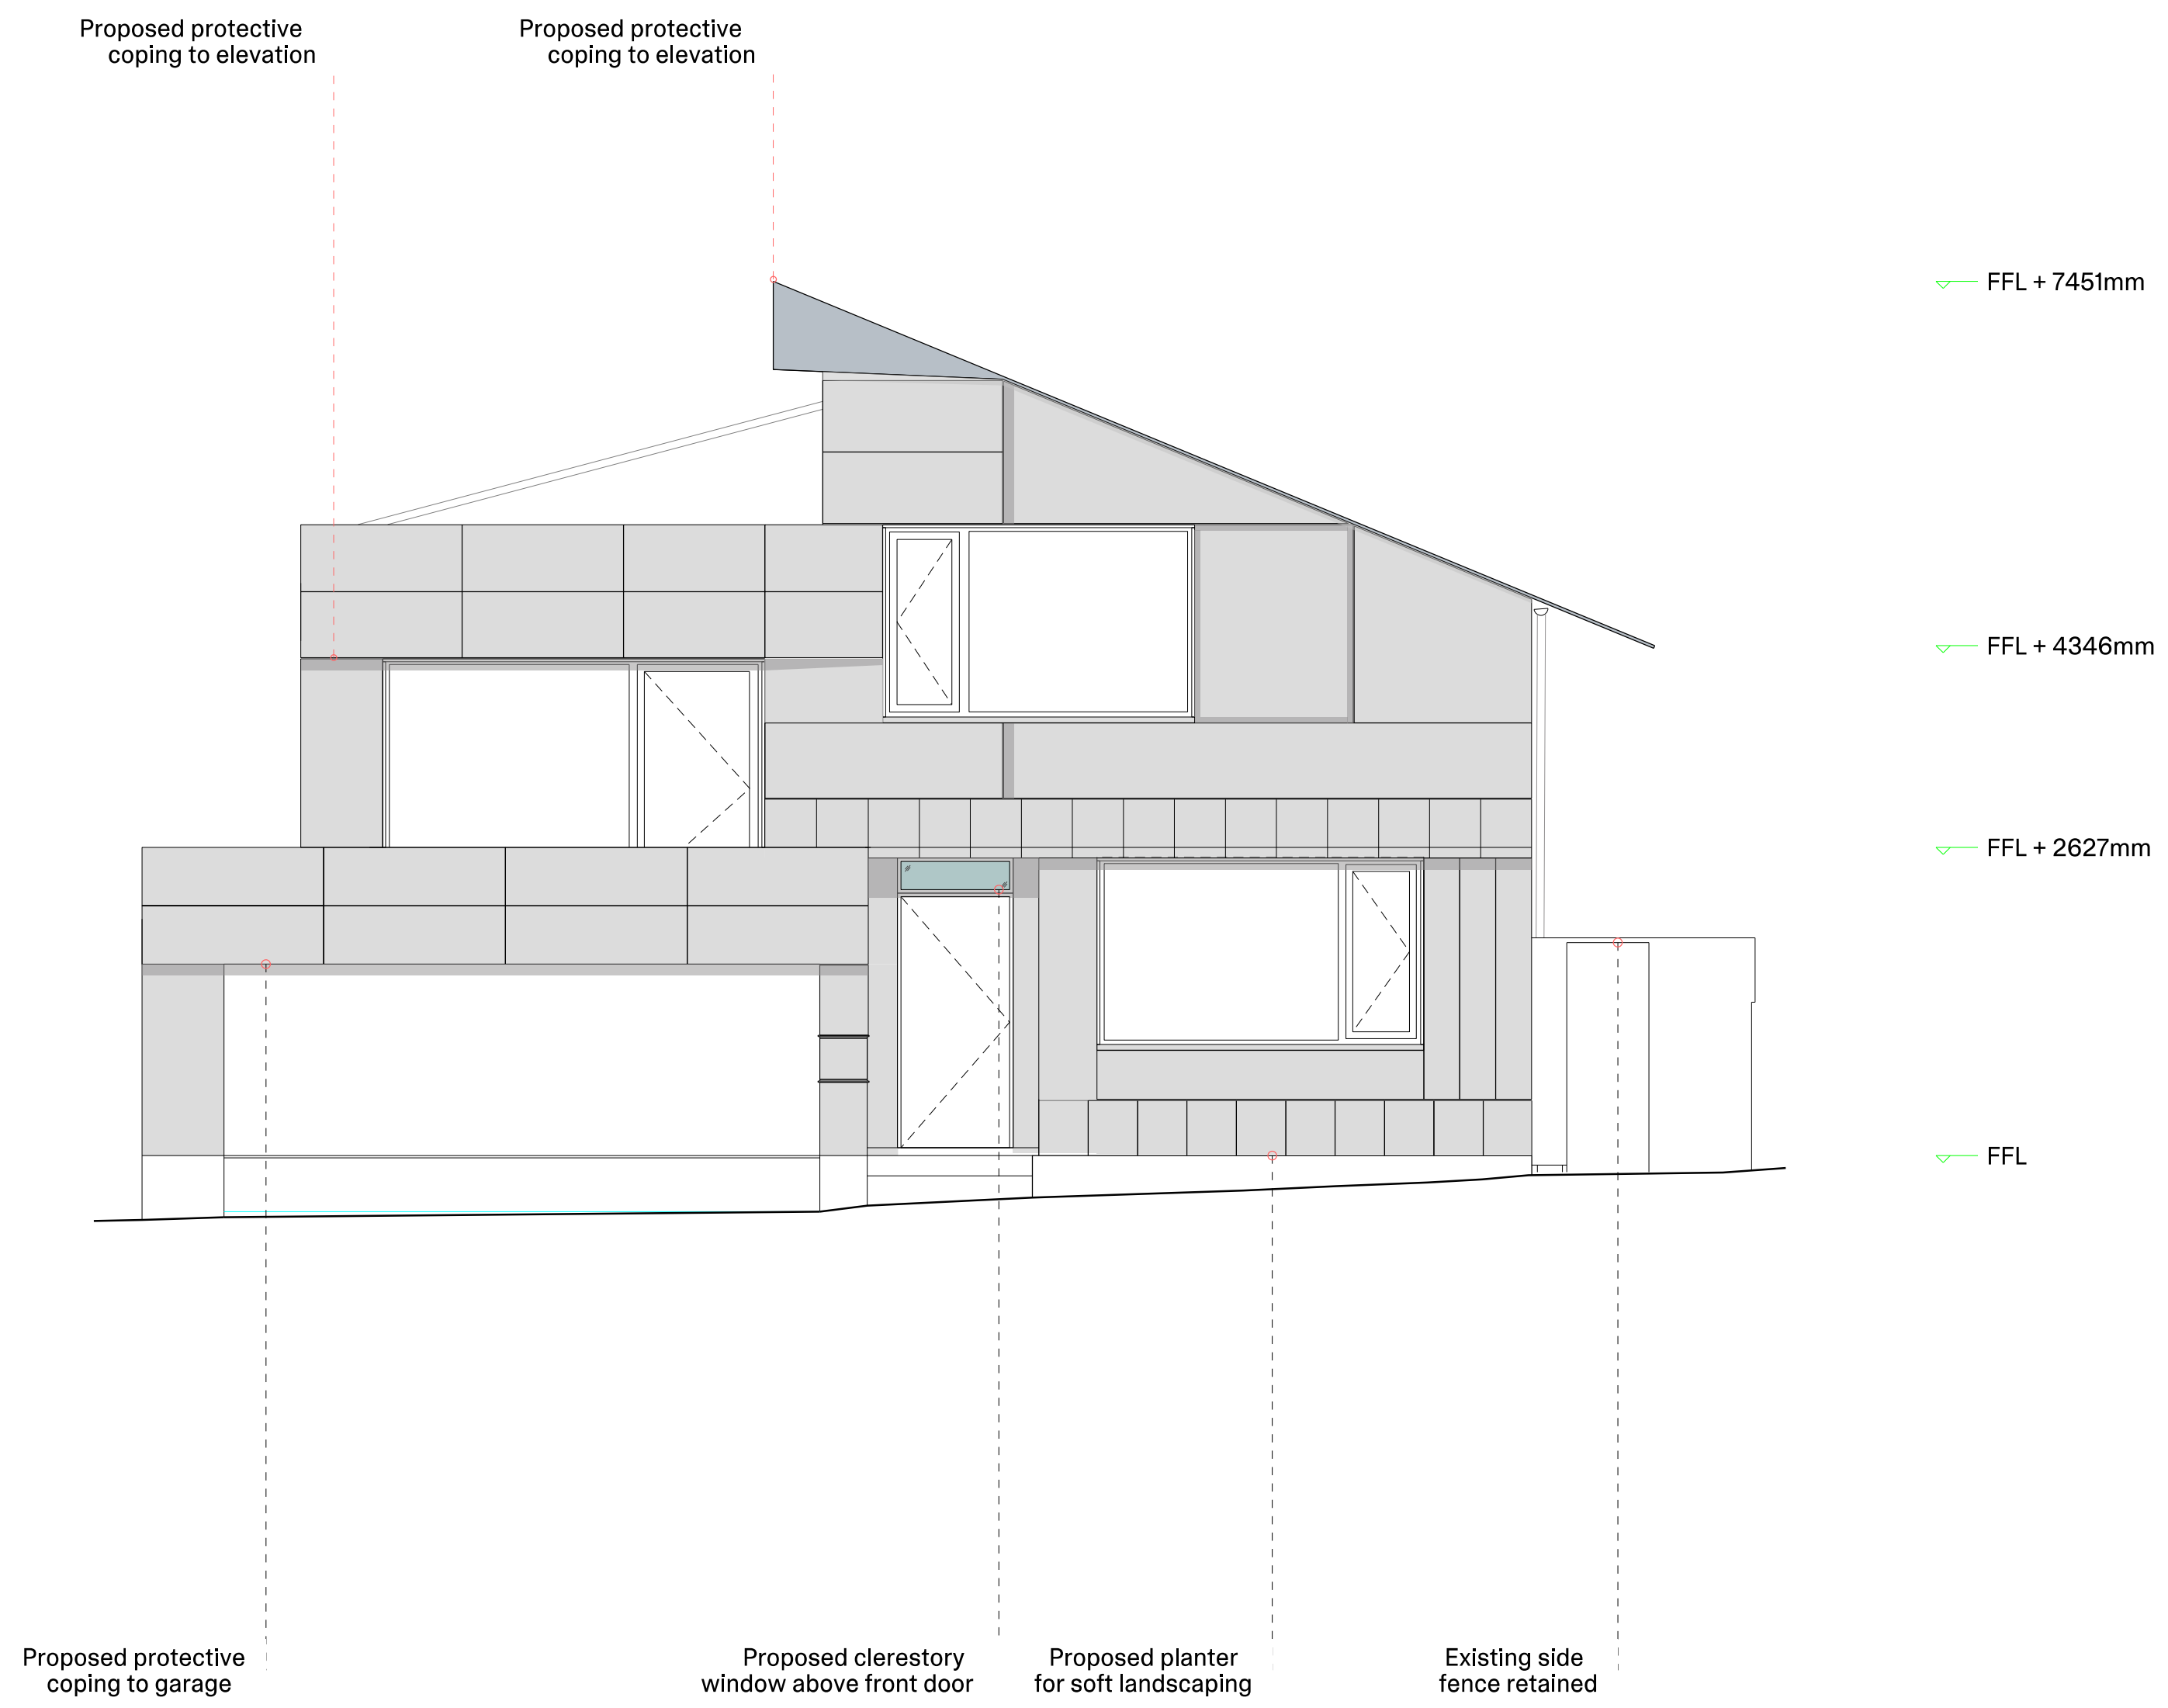 Proposed protective
coping to elevation
Proposed protective
coping to elevation
FFL + 7451mm
FFL + 4346mm
FFL + 2627mm
FFL
Proposed protective
coping to garage
Proposed clerestory
window above front door
Proposed planter
for soft landscaping
Existing side
fence retained